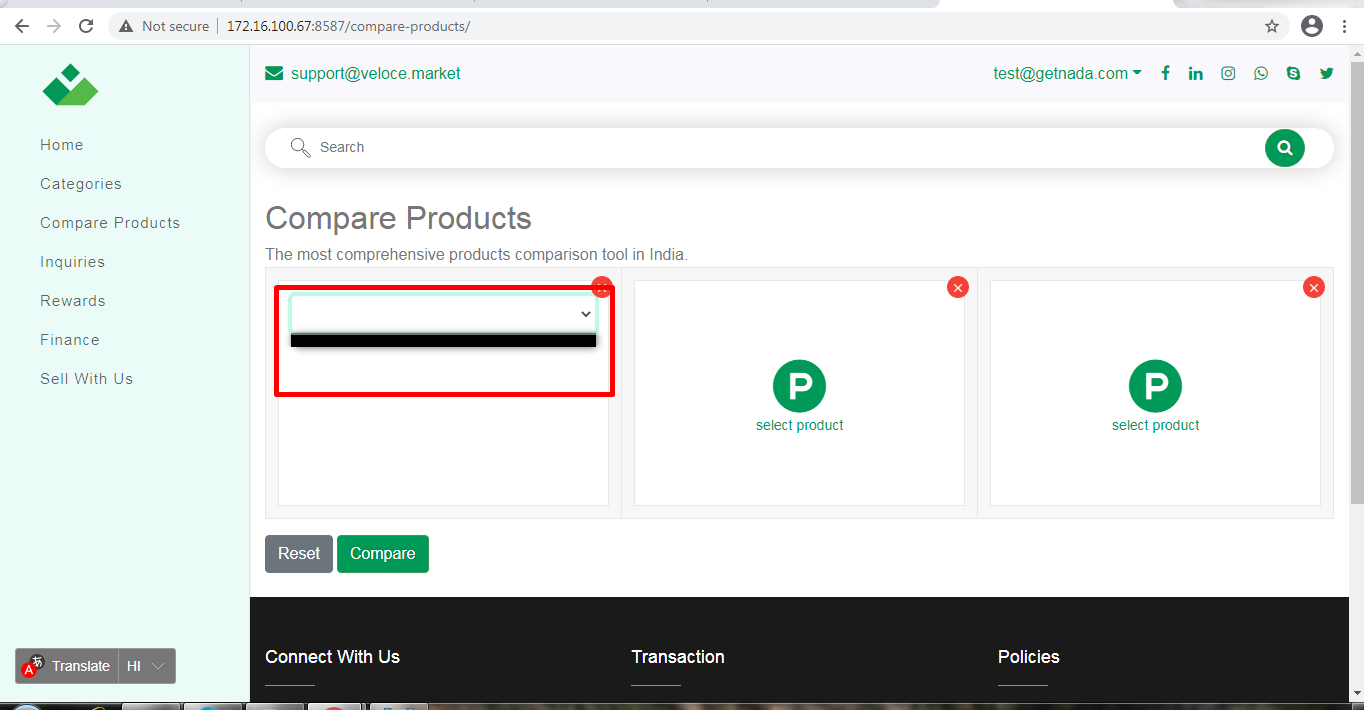 Not secure 172.16.100.67:8587/compare-products/
support@veloce.market
test@getnada.com
Home
Categories
Compare Products
Inquiries
Rewards
Finance
Sell With Us
Search
Compare Products
The most comprehensive products comparison tool in India.
P
select product
P
select product
Reset Compare
Connect With Us
Transaction
Policies
A あ Translate HI